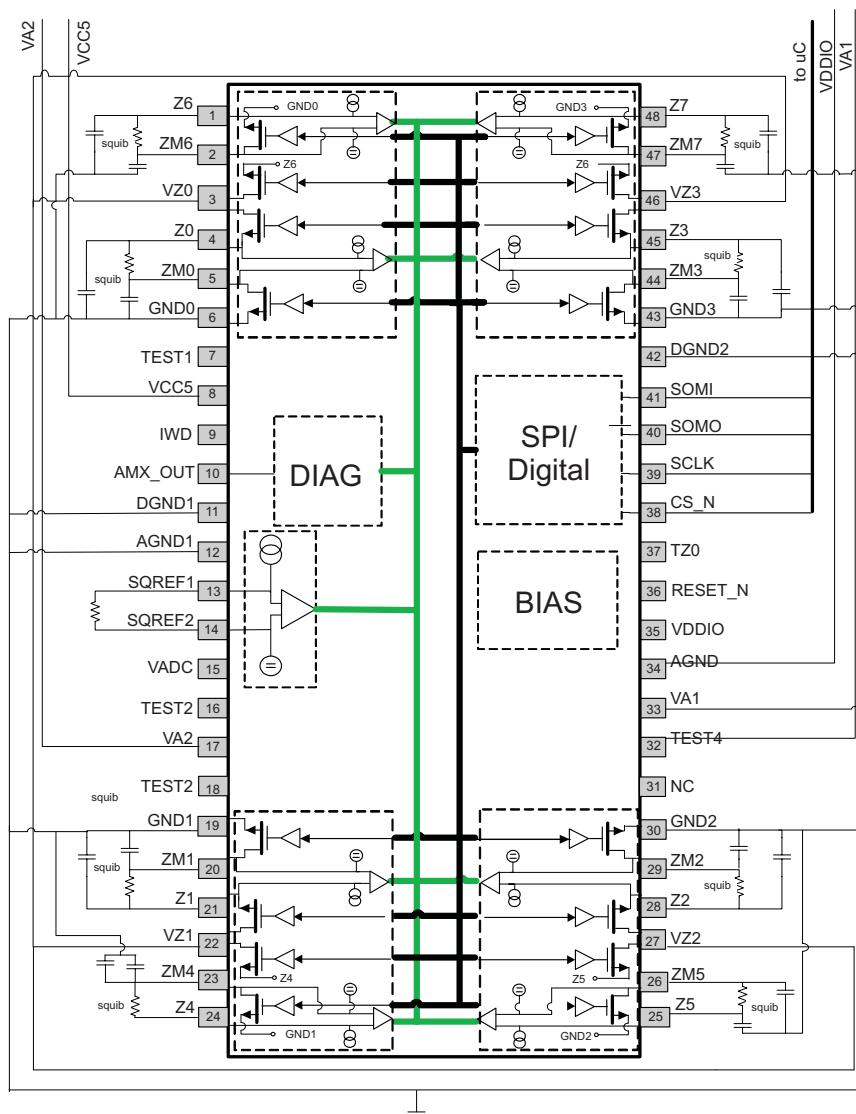 VA2
VCC5
to uC
VDDIO
VA1
Z6 1
squib
ZM6 2
VZ0 3
Z0 4
squib
ZM0 5
GND0 6
TEST1 7
VCC5 8
IWD 9
AMX_OUT 10
DGND1 11
AGND1 12
SQREF1 13
SQREF2 14
VADC 15
TEST2 16
VA2 17
TEST2 18
squib
GND1 19
squib
ZM1 20
Z1 21
VZ1 22
ZM4 23
squib
Z4 24
GND0
Z6
GND3
Z6
DIAG
SPI/
Digital
BIAS
Z4
GND1
Z5
GND2
48 Z7
squib
47 ZM7
46 VZ3
45 Z3
squib
44 ZM3
43 GND3
42 DGND2
41 SOMI
40 SOMO
39 SCLK
38 CS_N
37 TZ0
36 RESET_N
35 VDDIO
34 AGND
33 VA1
32 TEST4
31 NC
30 GND2
29 ZM2
squib
28 Z2
27 VZ2
26 ZM5
squib
25 Z5